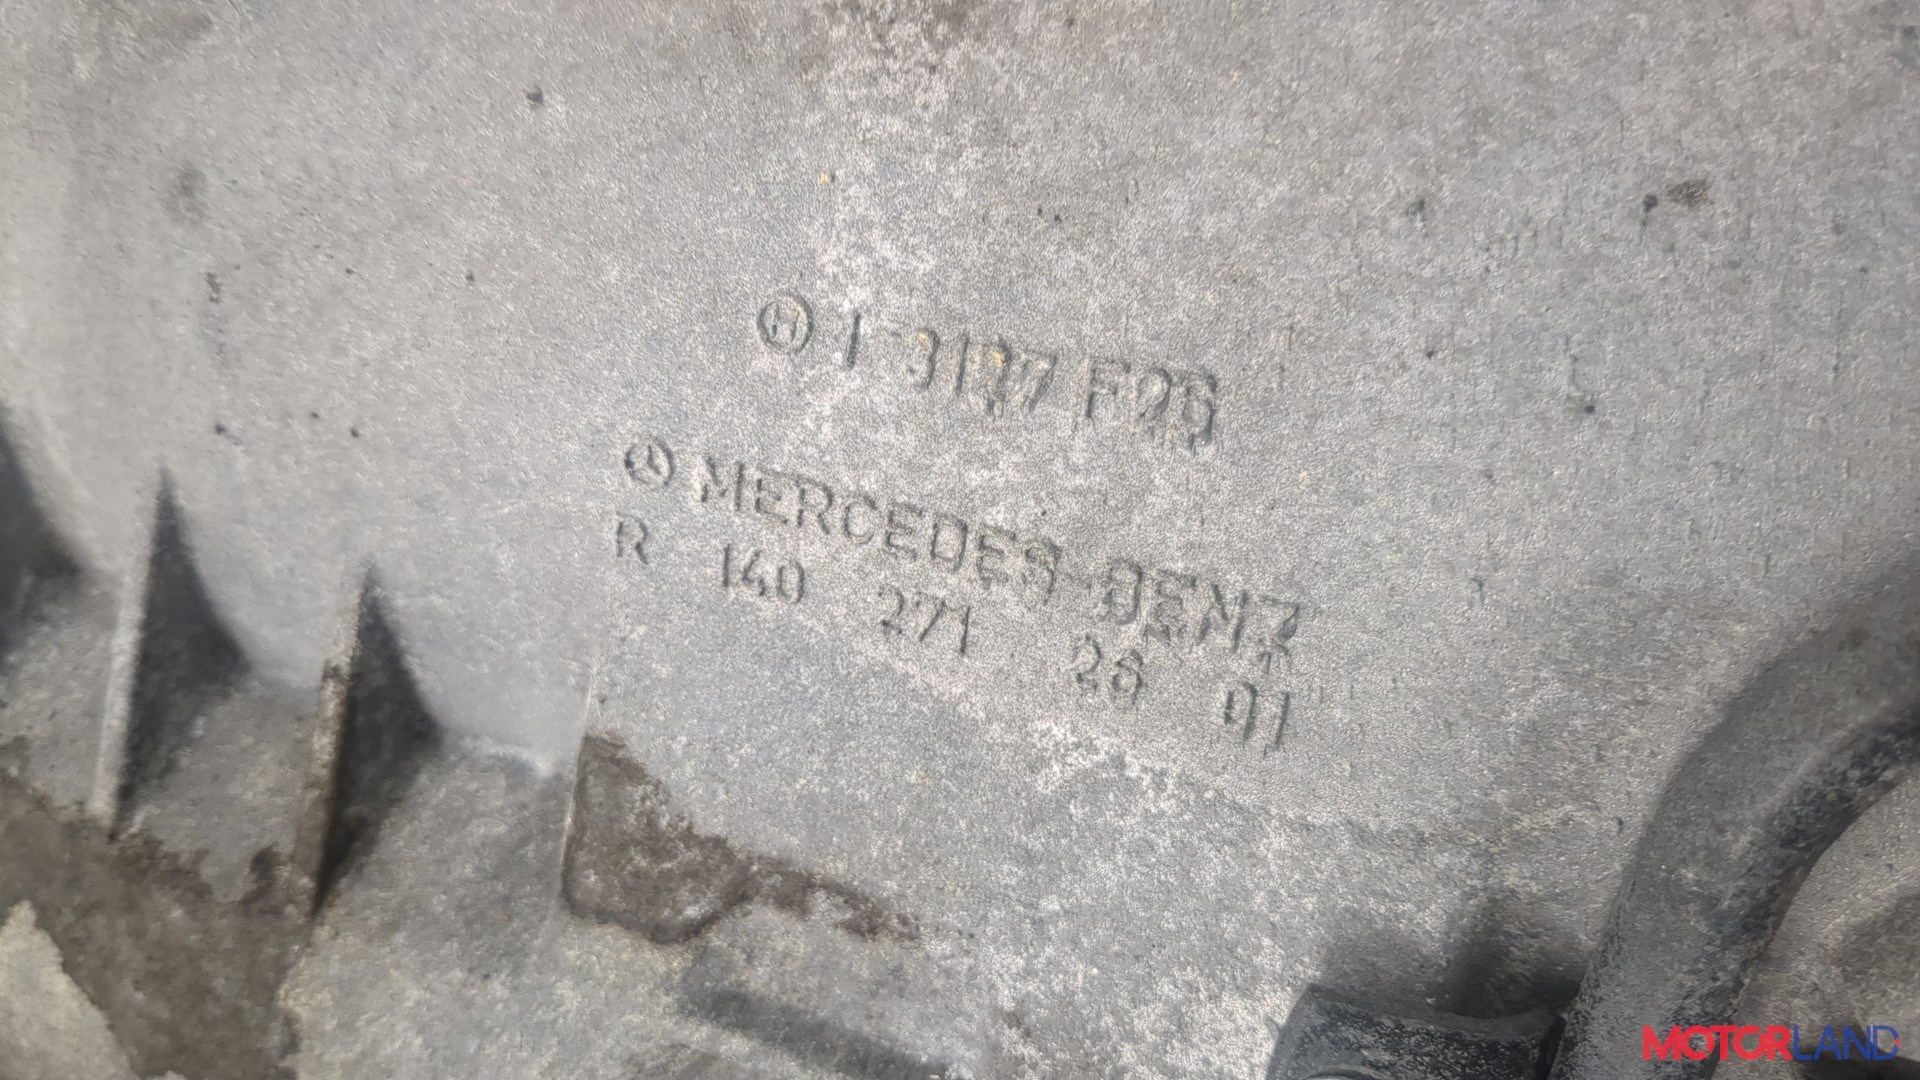 MERCEDES-BENZ
R 140 271 26 01
MOTORLAND